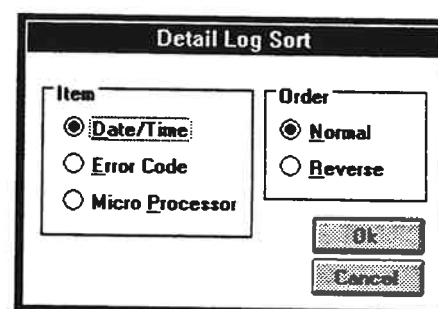 Detail Log Sort
Item
Date/Time
Error Code
Micro Processor
Order
Normal
Reverse
Ok
Cancel